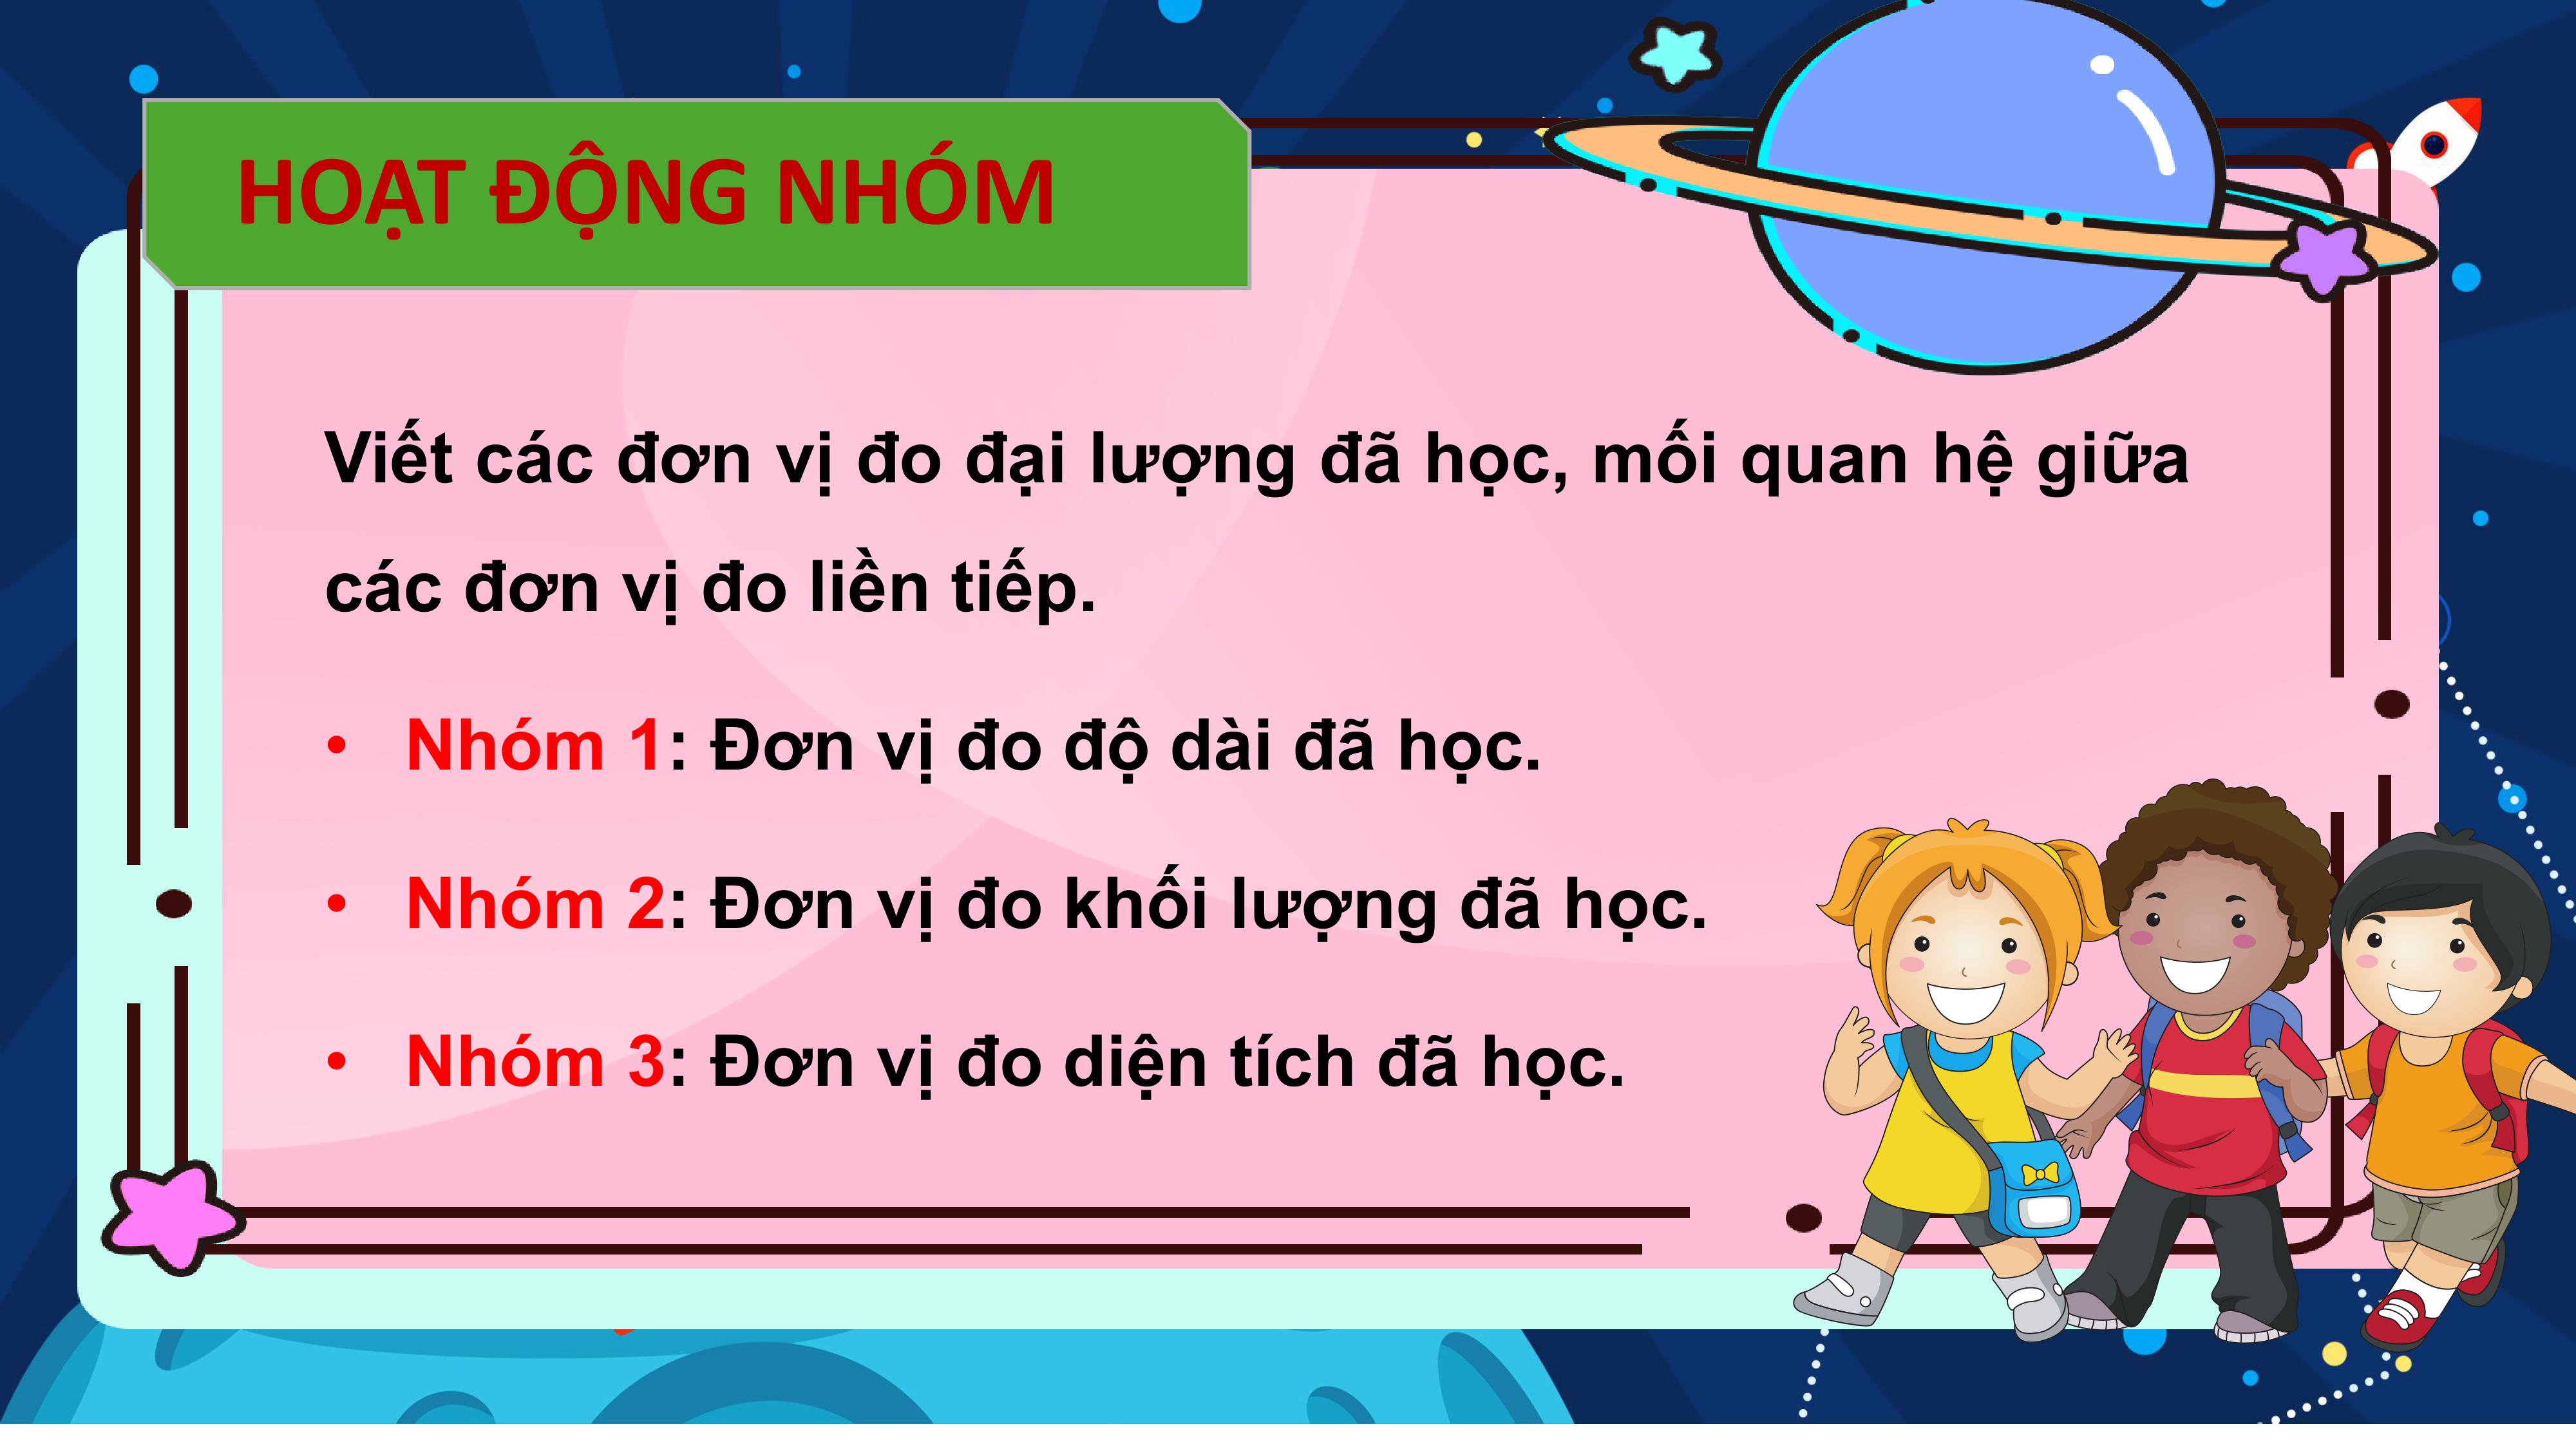 HOẠT ĐỘNG NHÓM
Viết các đơn vị đo đại lượng đã học, mối quan hệ giữa
các đơn vị đo liền tiếp.
• Nhóm 1: Đơn vị đo độ dài đã học.
• Nhóm 2: Đơn vị đo khối lượng đã học.
• Nhóm 3: Đơn vị đo diện tích đã học.